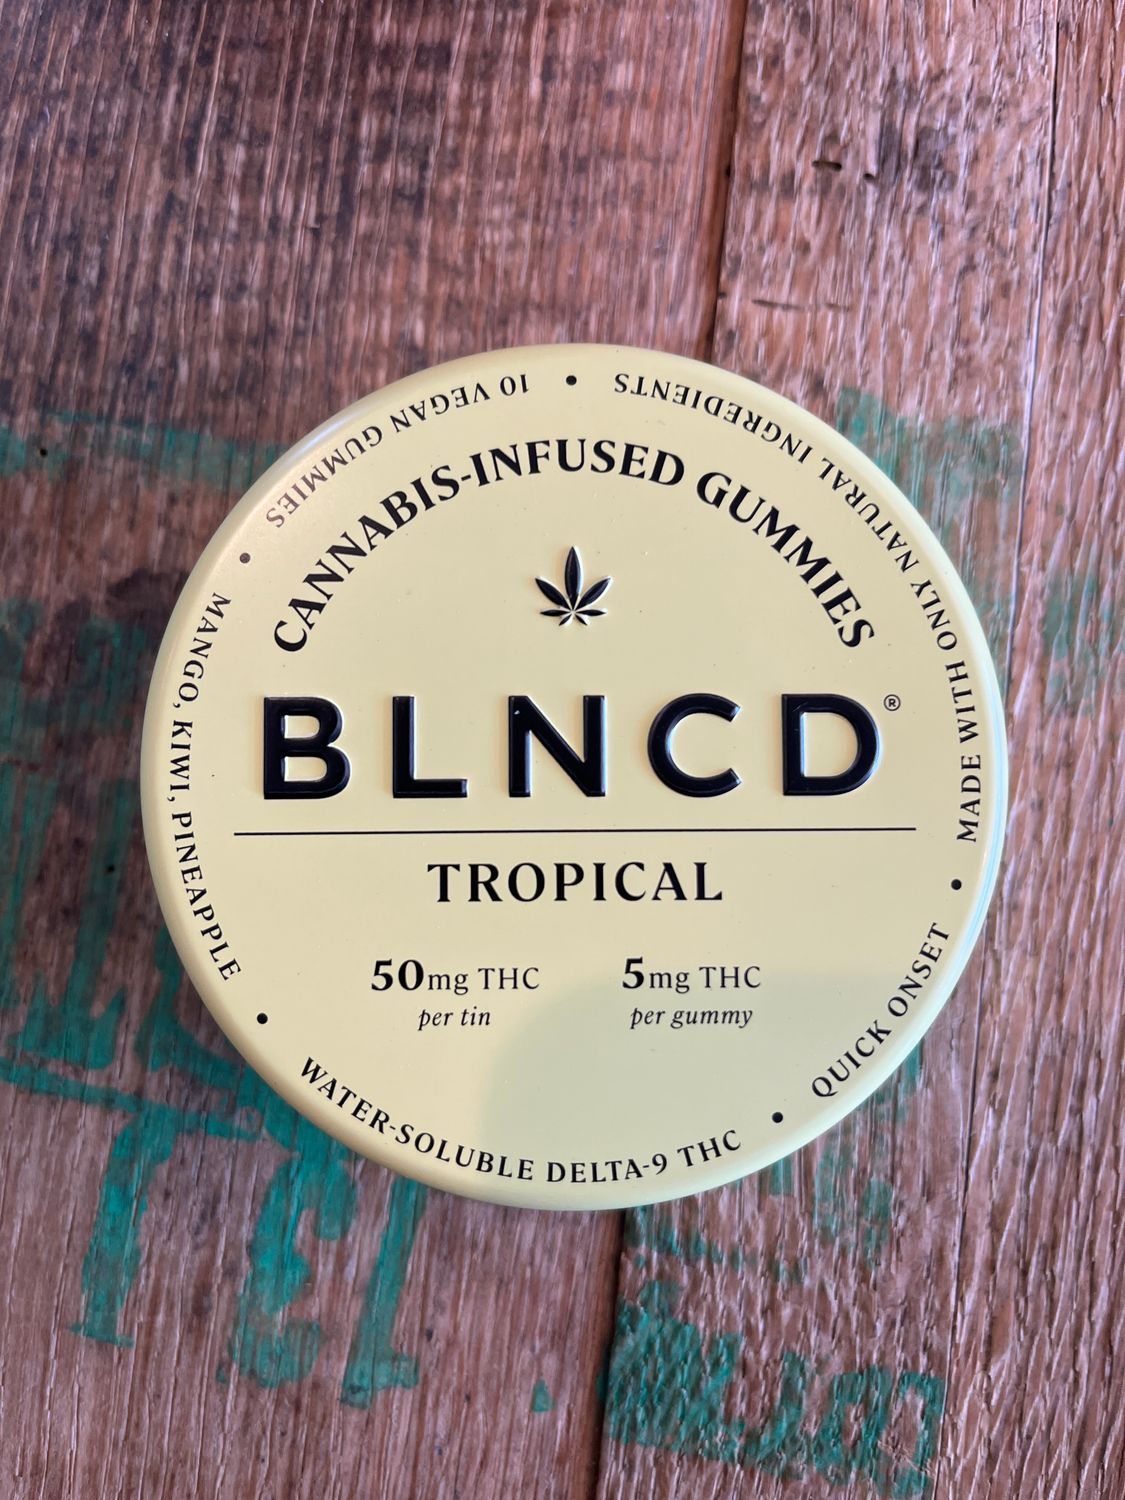 CANNABIS-INFUSED GUMMIES
BLNCD®
TROPICAL
50mg THC
per tin
5mg THC
per gummy
10 VEGAN GUMMIES • MANGO, KIWI, PINEAPPLE • WATER-SOLUBLE DELTA-9 THC • QUICK ONSET • MADE WITH ONLY NATURAL INGREDIENTS •